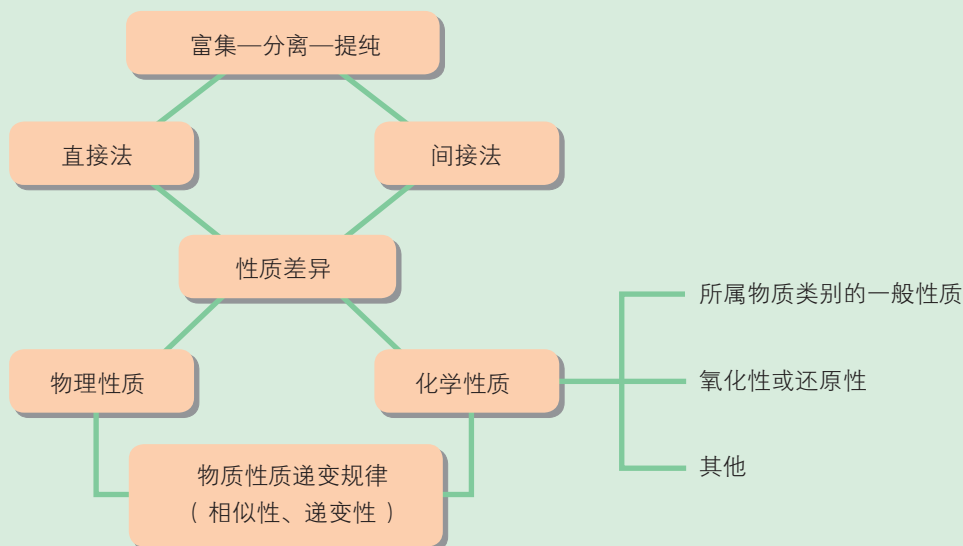 富集—分离—提纯
直接法
间接法
性质差异
所属物质类别的一般性质
物理性质
化学性质
氧化性或还原性
物质性质递变规律
（相似性、递变性）
其他